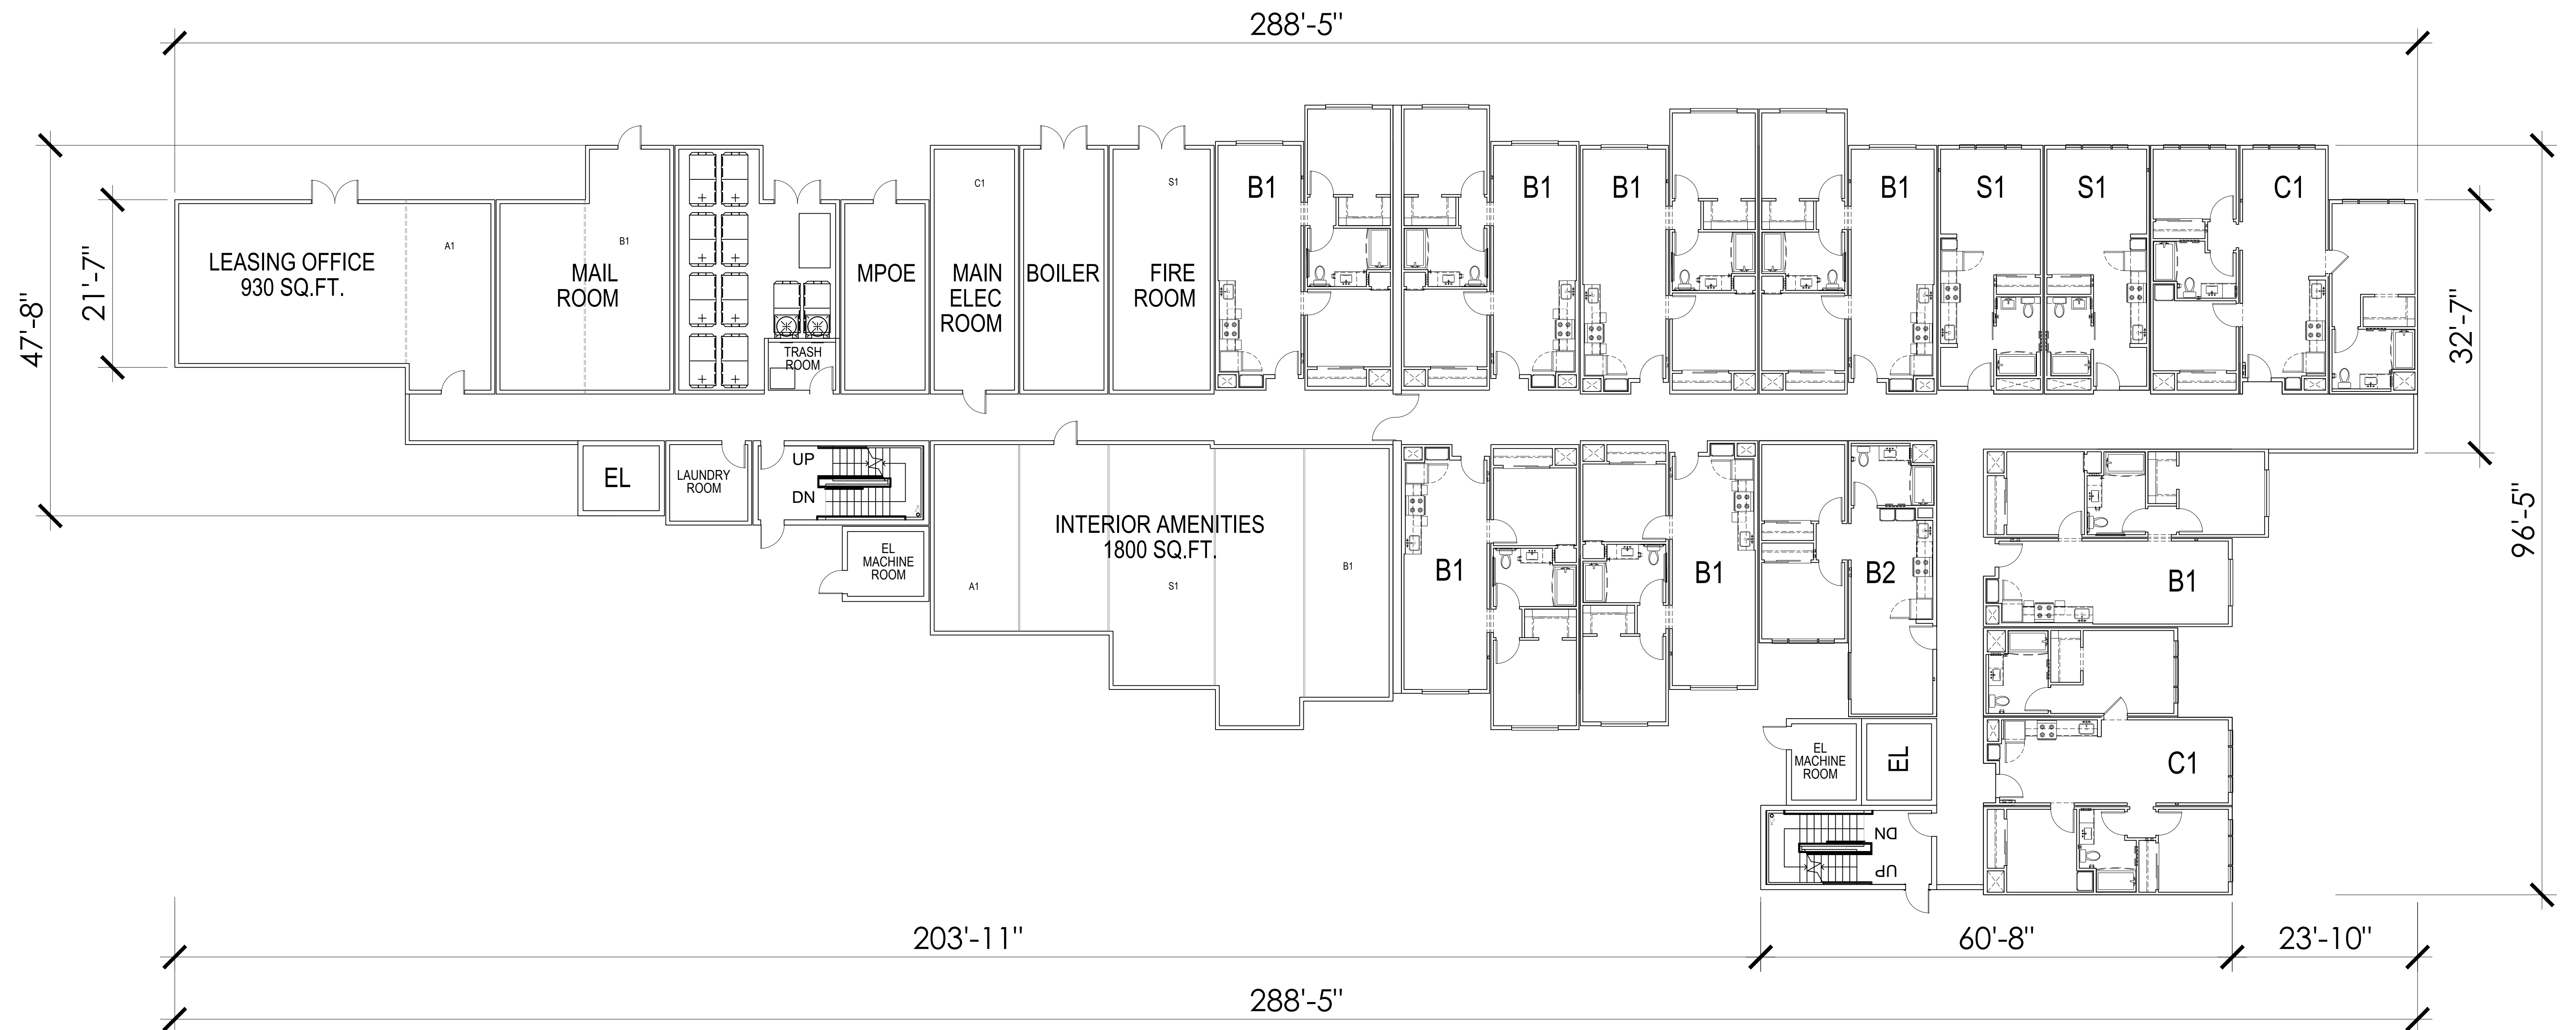 288'-5"
B1
B1
B1
B1
S1
S1
C1
C1
S1
A1
B1
LEASING OFFICE
930 SQ.FT.
MAIL
ROOM
MPOE
MAIN
ELEC
ROOM
BOILER
FIRE
ROOM
TRASH
ROOM
21'-7"
47'-8"
32'-7"
96'-5"
EL
LAUNDRY
ROOM
UP
DN
EL
MACHINE
ROOM
INTERIOR AMENITIES
1800 SQ.FT.
A1
S1
B1
B1
B1
B2
B1
C1
EL
MACHINE
ROOM
EL
DN
UP
203'-11"
60'-8"
23'-10"
288'-5"